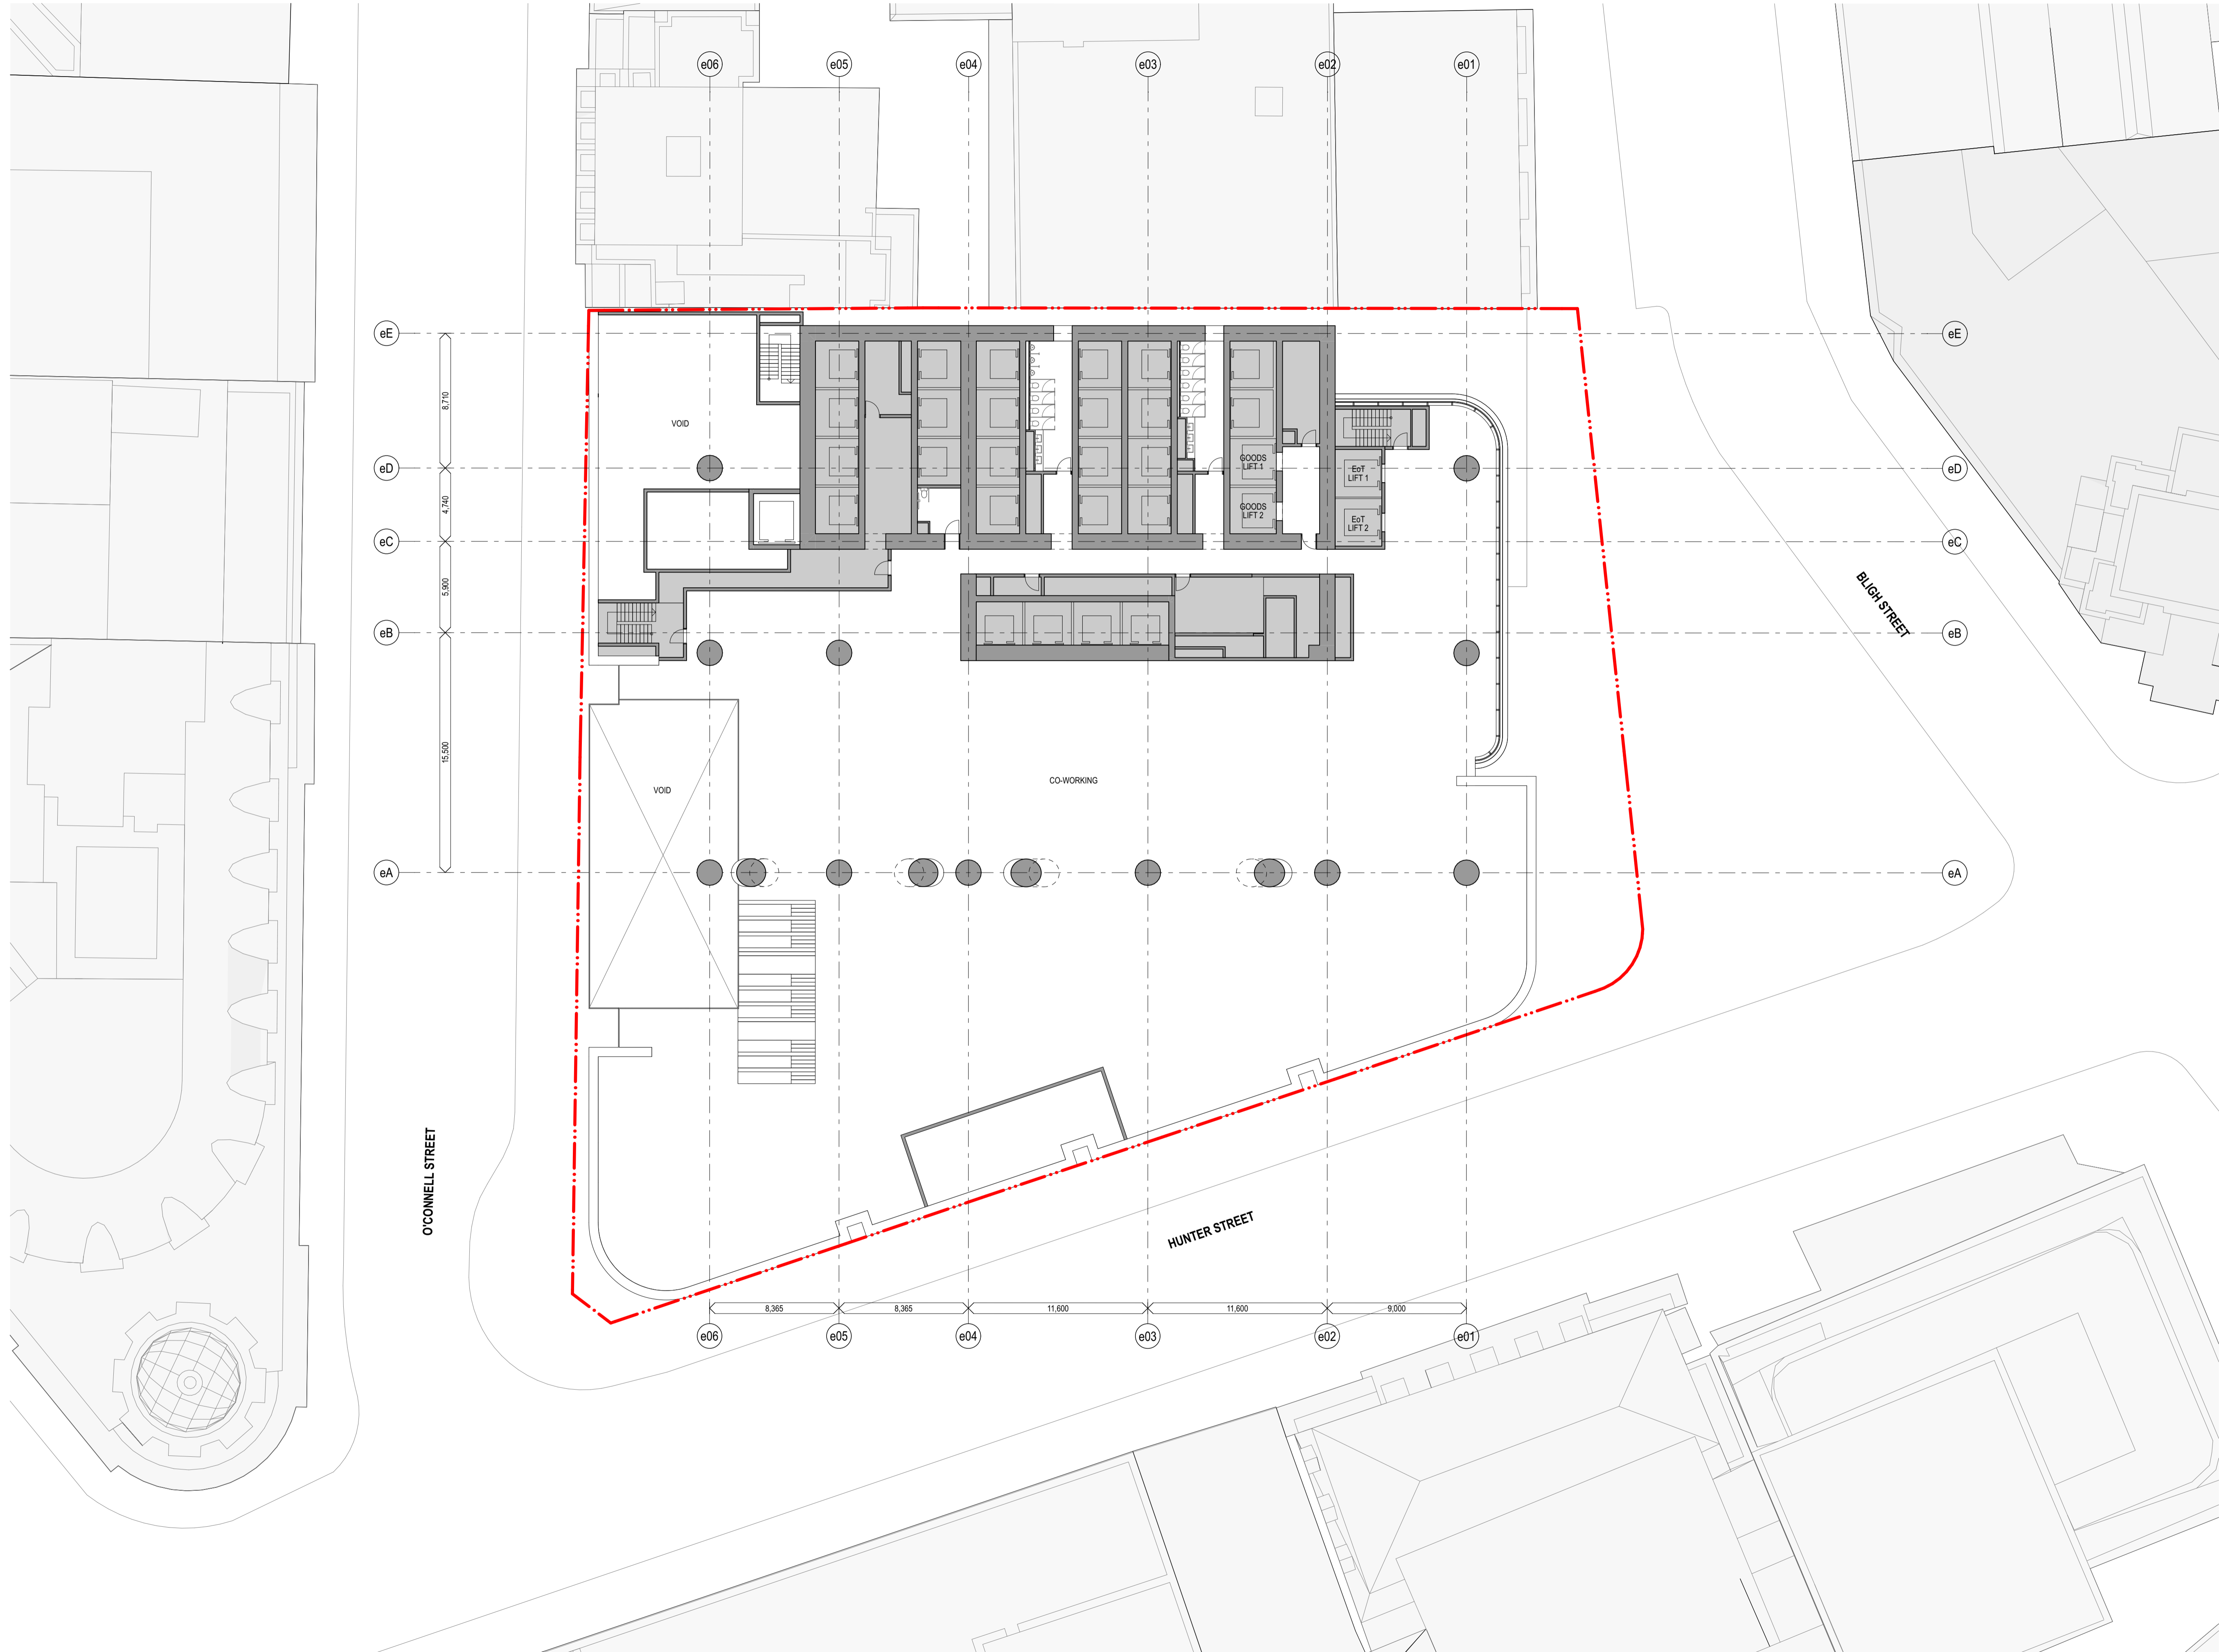 e06 e05 e04 e03 e02 e01
eE eE
8,710
VOID
GOODS
LIFT 1
EoT
LIFT 1
eD eD
4,740
GOODS
LIFT 2
EoT
LIFT 2
eC eC
5,900
BLIGH STREET
eB eB
15,500
CO-WORKING
VOID
eA eA
O'CONNELL STREET
HUNTER STREET
8,365 8,365 11,600 11,600 9,000
e06 e05 e04 e03 e02 e01